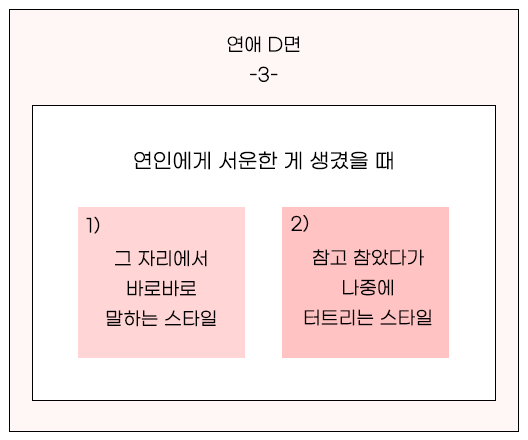 연애 D면
-3-
연인에게 서운한 게 생겼을 때
1)
그 자리에서
바로바로
말하는 스타일
2)
참고 참았다가
나중에
터트리는 스타일